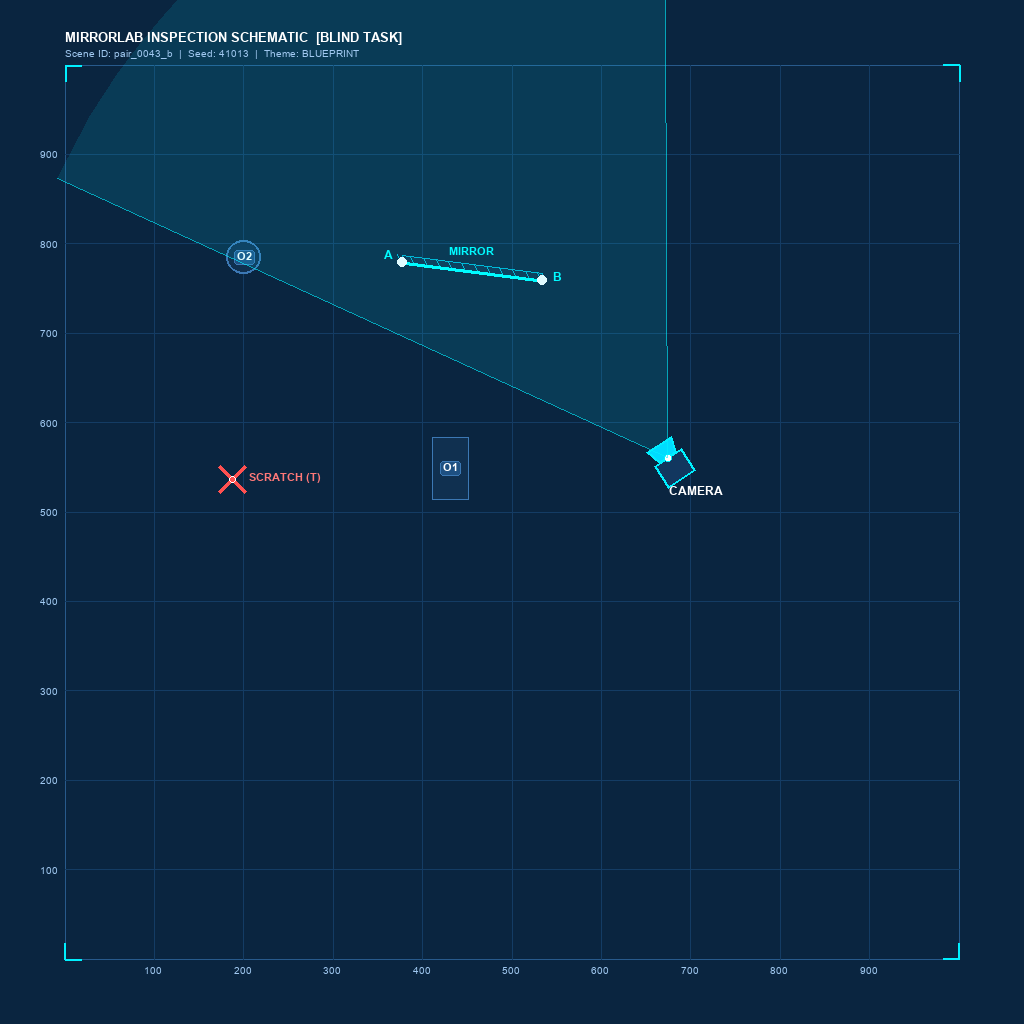 MIRRORLAB INSPECTION SCHEMATIC [BLIND TASK]
Scene ID: pair_0043_b | Seed: 41013 | Theme: BLUEPRINT
900
800
700
600
500
400
300
200
100
MIRROR
A
B
O2
O1
SCRATCH (T)
CAMERA
100 200 300 400 500 600 700 800 900